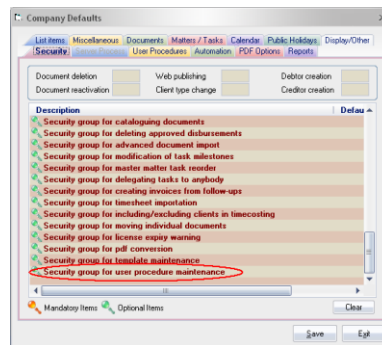 Company Defaults
List items Miscellaneous Documents Matters / Tasks Calendar Public Holidays Display/Other
Security User Procedures Automation PDF Options Reports
Document deletion Web publishing Debtor creation
Document reactivation Client type change Creditor creation
Description Defau
Security group for cataloguing documents
Security group for deleting approved disbursements
Security group for advanced document import
Security group for modification of task milestones
Security group for master matter task reorder
Security group for delegating tasks to anybody
Security group for creating invoices from follow-ups
Security group for timesheet importation
Security group for including/excluding clients in timecosting
Security group for moving individual documents
Security group for license expiry warning
Security group for pdf conversion
Security group for template maintenance
Security group for user procedure maintenance
Mandatory Items Optional Items Clear
Save Exit